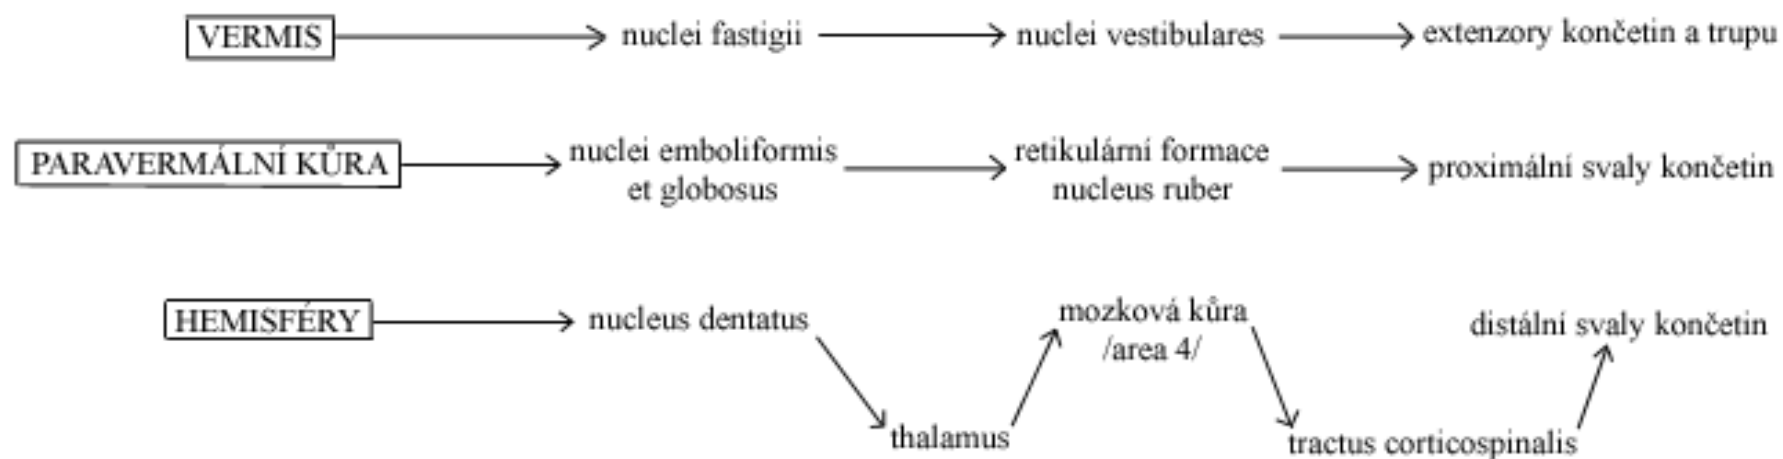 VERMIS
nuclei fastigii
nuclei vestibulares
extenzory končetin a trupu
PARAVERMÁLNÍ KŮRA
nuclei emboliformis
et globosus
retikulární formace
nucleus ruber
proximální svaly končetin
HEMISFÉRY
nucleus dentatus
thalamus
mozková kůra
/area 4/
tractus corticospinalis
distální svaly končetin